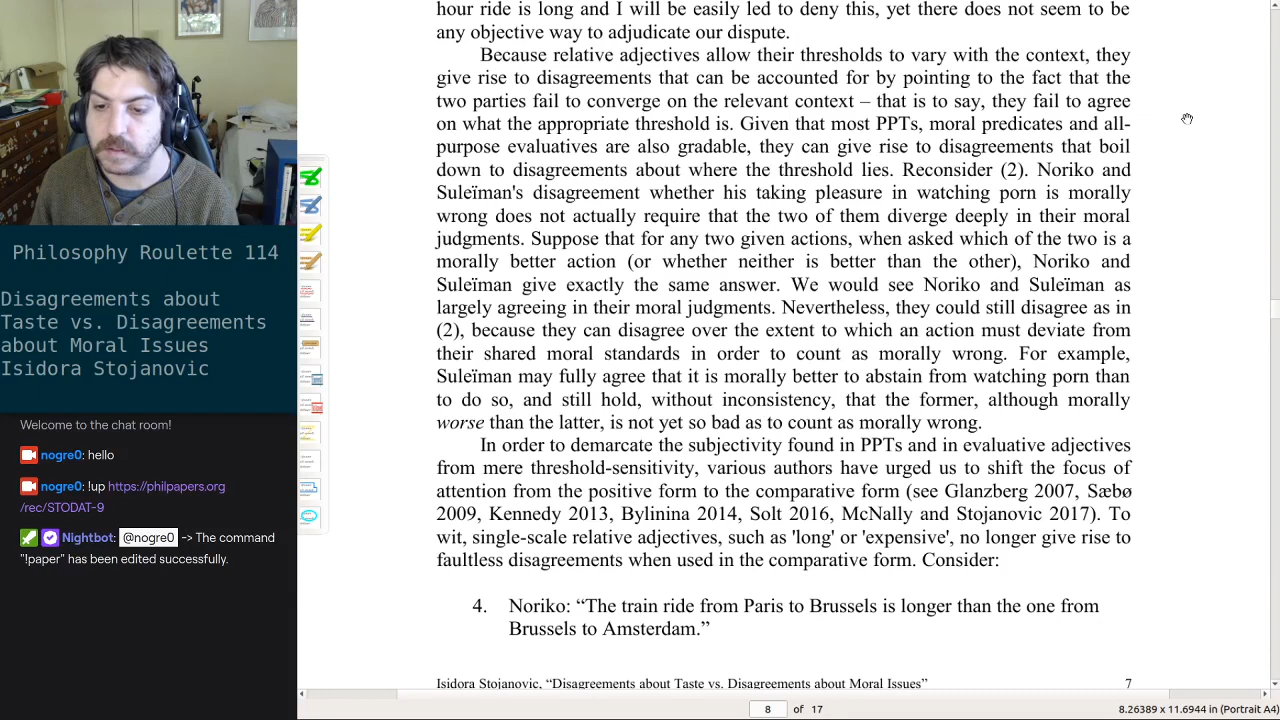 hour ride is long and I will be easily led to deny this, yet there does not seem to be
any objective way to adjudicate our dispute.
Because relative adjectives allow their thresholds to vary with the context, they
give rise to disagreements that can be accounted for by pointing to the fact that the
two parties fail to converge on the relevant context – that is to say, they fail to agree
on what the appropriate threshold is. Given that most PPTs, moral predicates and all-
purpose evaluatives are also gradable, they can give rise to disagreements that boil
down to disagreements about where the threshold lies. Reconsider (2). Noriko and
Suleiman's disagreement whether his taking pleasure in watching porn is morally
wrong does not actually require that the two of them diverge deeply in their moral
judgments. Suppose that for any pair of actions, when asked which of the two is a
morally better action (or whether neither is better than the other), Noriko and
Suleiman give exactly the same answer. We would see Noriko and Suleiman as
largely agreeing in their moral views. Nevertheless, they could still disagree in
(2), because they can disagree over the extent to which an action must deviate from
the shared moral standards in order to count as morally wrong. For example,
Suleiman may well agree that it is morally better to abstain from watching porn than
to do so, and yet hold, without inconsistency, that the former, though morally
worse than the latter, is not yet so bad as to count as morally wrong.
In order to demarcate the subjectivity found in PPTs and in evaluative adjectives
from mere threshold-sensitivity, various authors have urged us to shift the focus of
attention from the positive form to the comparative form (see Glanzberg 2007, Sæbø
2009, Kennedy 2013, Bylinina 2014, Solt 2016, McNally and Stojanovic 2017). To
wit, single-scale relative adjectives, such as 'long' or 'expensive', no longer give rise to
faultless disagreements when used in the comparative form. Consider:
4. Noriko: “The train ride from Paris to Brussels is longer than the one from
Brussels to Amsterdam.”
Isidora Stojanovic, “Disagreements about Taste vs. Disagreements about Moral Issues” 7
8 of 17 8.26389 x 11.6944 in (Portrait A4)
Philosophy Roulette 114
Disagreements about
Taste vs. Disagreements
about Moral Issues
Isidora Stojanovic
Welcome to the chat room!
nogre0: hello
nogre0: !up https://philpapers.org
/rec/STODAT-9
Nightbot: @nogre0 -> The command
"!paper" has been edited successfully.